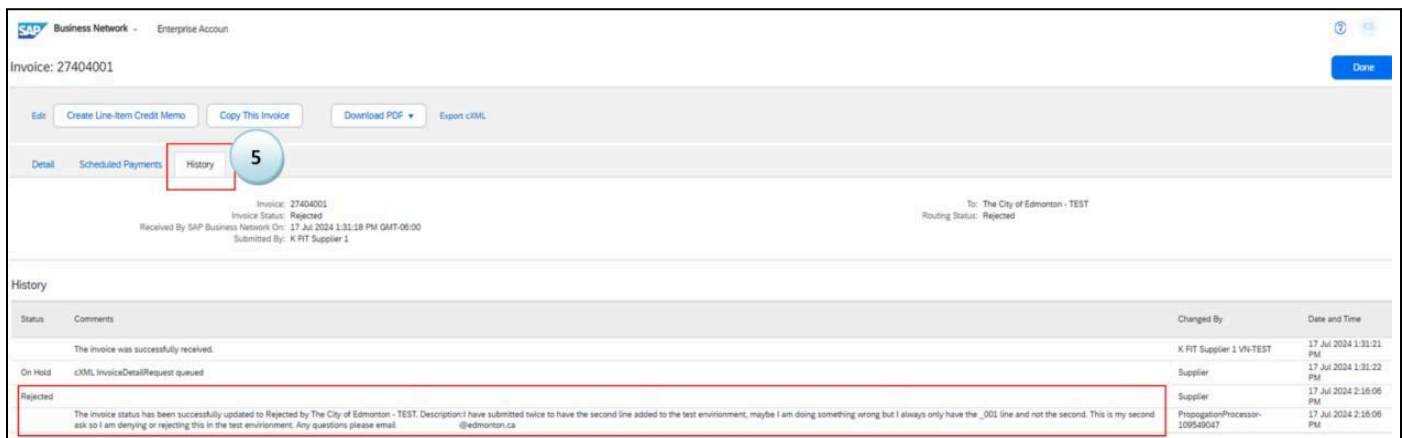 SAP Business Network - Enterprise Accoun
Invoice: 27404001
Done
Edit Create Line-Item Credit Memo Copy This Invoice Download PDF ▼ Export cXML
Detail Scheduled Payments History 5
Invoice: 27404001
Invoice Status: Rejected
Received By SAP Business Network On: 17 Jul 2024 1:31:18 PM GMT-06:00
Submitted By: K FIT Supplier 1
To: The City of Edmonton - TEST
Routing Status: Rejected
History
Status Comments Changed By Date and Time
The invoice was successfully received. K FIT Supplier 1 VN-TEST 17 Jul 2024 1:31:21
PM
On Hold cXML InvoiceDetailRequest queued Supplier 17 Jul 2024 1:31:22
PM
Rejected Supplier 17 Jul 2024 2:16:06
PM
The invoice status has been successfully updated to Rejected by The City of Edmonton - TEST. Description:I have submitted twice to have the second line added to the test envirionment, maybe I am doing something wrong but I always only have the _001 line and not the second. This is my second PropogationProcessor- 17 Jul 2024 2:16:06
ask so I am denying or rejecting this in the test envirionment. Any questions please email @edmonton.ca 109549047 PM